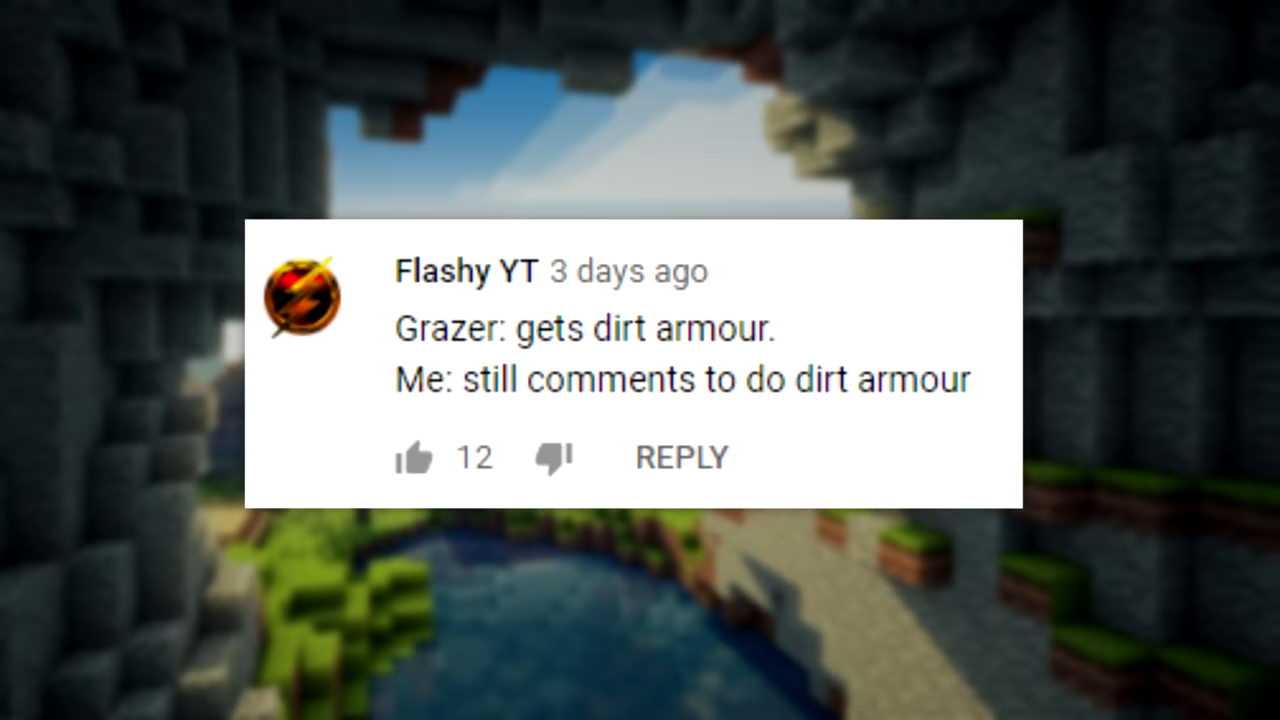 Flashy YT 3 days ago
Grazer: gets dirt armour.
Me: still comments to do dirt armour
12 REPLY